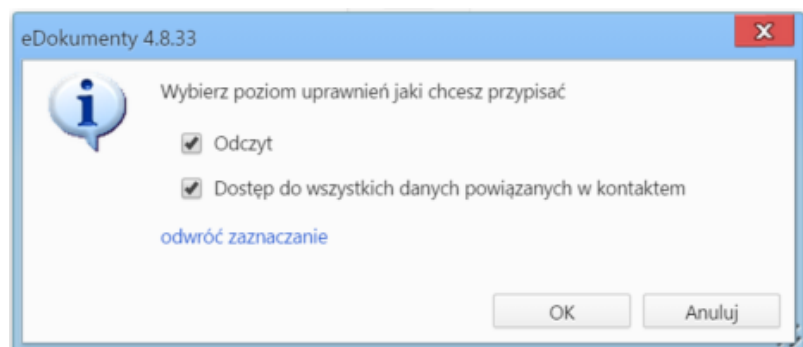 eDokumenty 4.8.33
Wybierz poziom uprawnień jaki chcesz przypisać
Odczyt
Dostęp do wszystkich danych powiązanych w kontaktem
odwróć zaznaczanie
OK
Anuluj